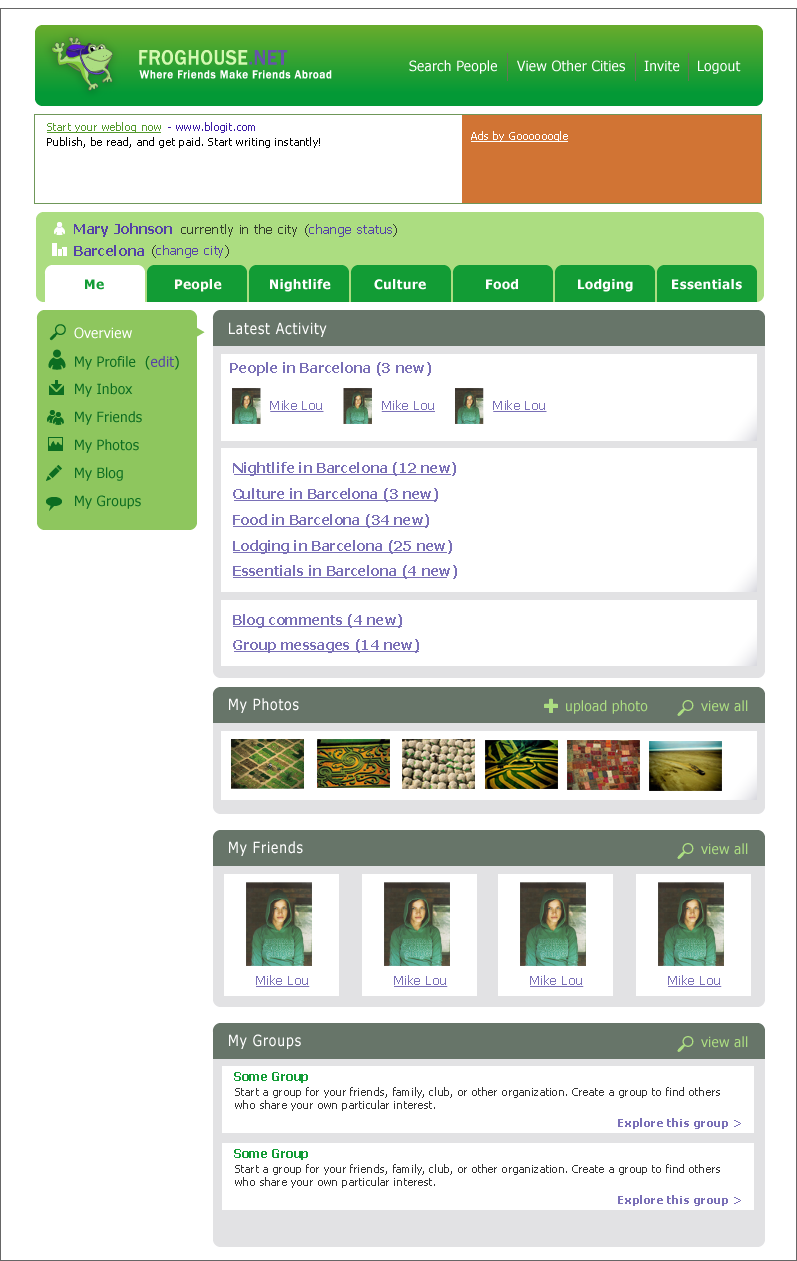 FROGHOUSE.NET
Where Friends Make Friends Abroad
Search People
View Other Cities
Invite
Logout
Start your weblog now - www.blogit.com
Publish, be read, and get paid. Start writing instantly!
Ads by Goooooogle
Mary Johnson currently in the city (change status)
Barcelona (change city)
Me
People
Nightlife
Culture
Food
Lodging
Essentials
Overview
My Profile (edit)
My Inbox
My Friends
My Photos
My Blog
My Groups
Latest Activity
People in Barcelona (3 new)
Mike Lou
Mike Lou
Mike Lou
Nightlife in Barcelona (12 new)
Culture in Barcelona (3 new)
Food in Barcelona (34 new)
Lodging in Barcelona (25 new)
Essentials in Barcelona (4 new)
Blog comments (4 new)
Group messages (14 new)
My Photos
upload photo
view all
My Friends
view all
Mike Lou
Mike Lou
Mike Lou
Mike Lou
My Groups
view all
Some Group
Start a group for your friends, family, club, or other organization. Create a group to find others
who share your own particular interest.
Explore this group >
Some Group
Start a group for your friends, family, club, or other organization. Create a group to find others
who share your own particular interest.
Explore this group >